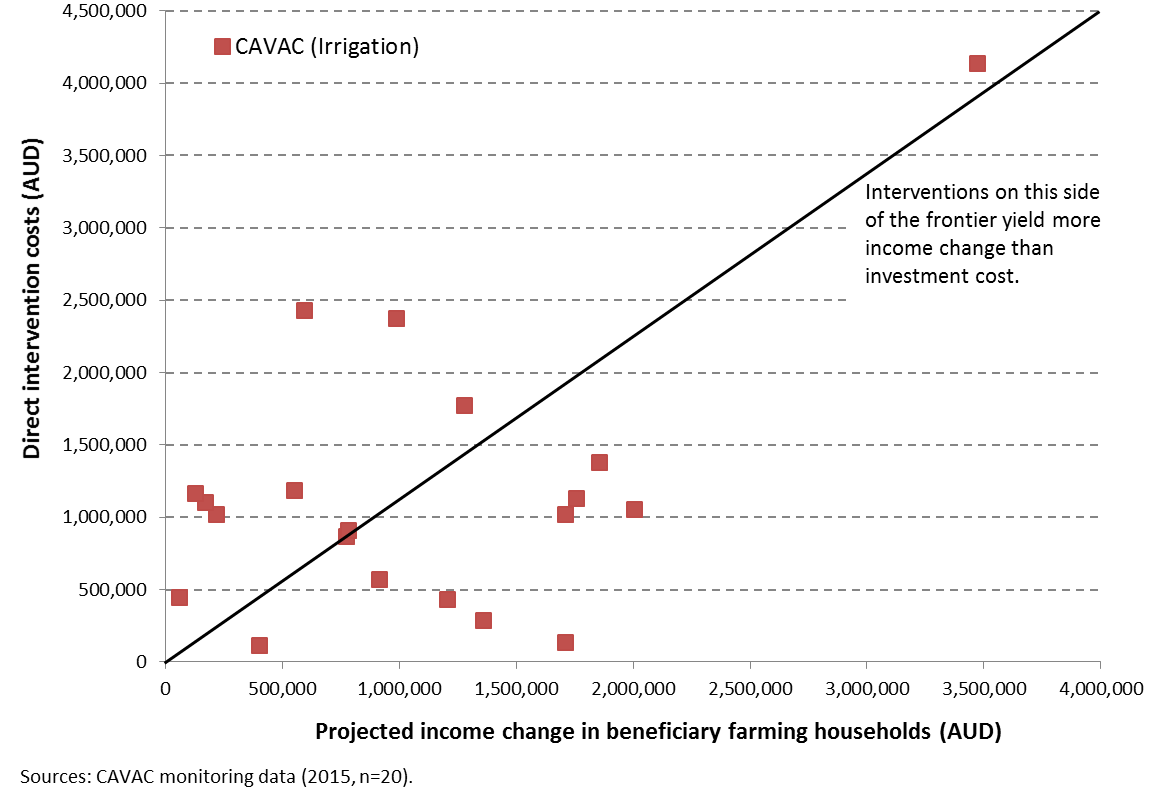 4,500,000
CAVAC (Irrigation)
4,000,000
3,500,000
3,000,000
2,500,000
2,000,000
1,500,000
1,000,000
500,000
0
Direct intervention costs (AUD)
Interventions on this side
of the frontier yield more
income change than
investment cost.
0 500,000 1,000,000 1,500,000 2,000,000 2,500,000 3,000,000 3,500,000 4,000,000
Projected income change in beneficiary farming households (AUD)
Sources: CAVAC monitoring data (2015, n=20).